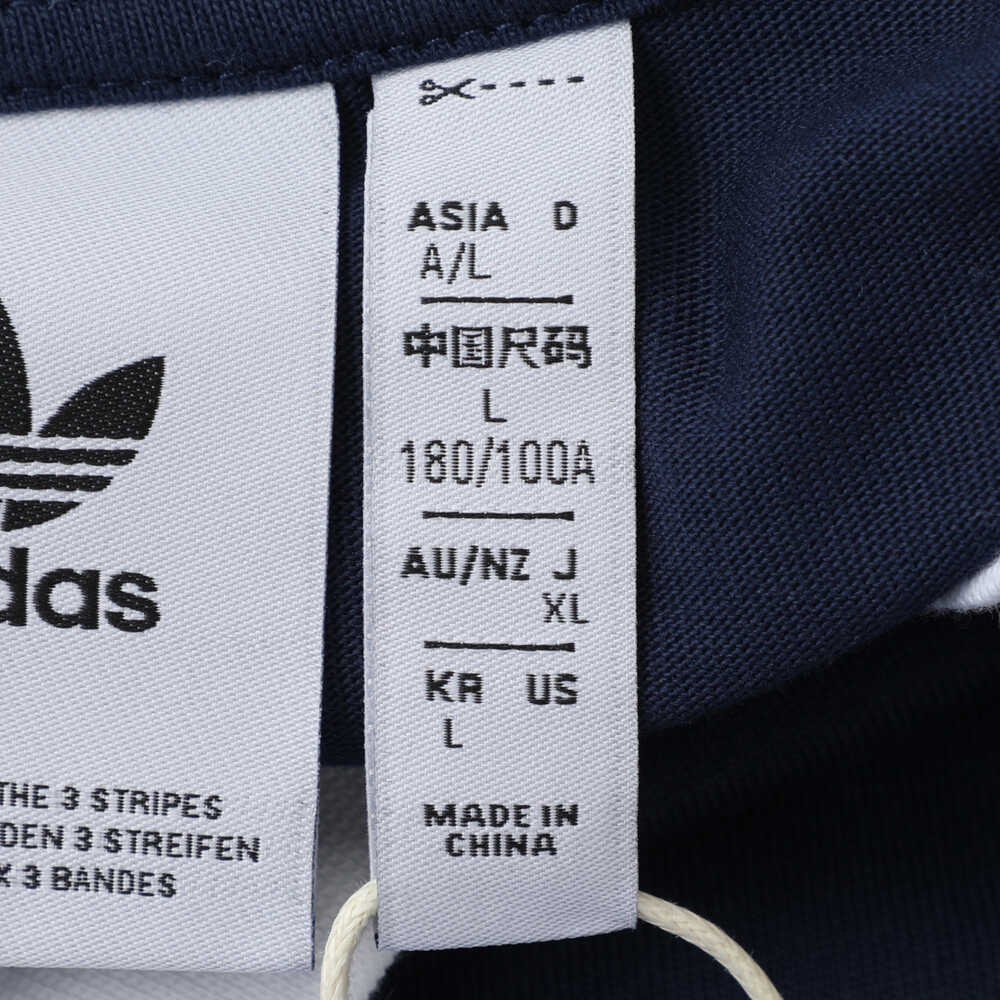 das
THE 3 STRIPES
DEN 3 STREIFEN
X 3 BANDES
ASIA D
A/L
中国尺码
L
180/100A
AU/NZ J
XL
KR US
L
MADE IN
CHINA